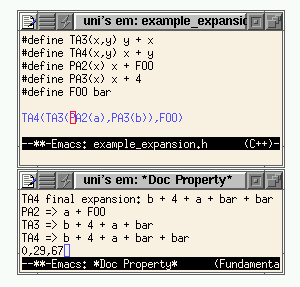 uni's em: example_expansi
#define TA3(x,y) y + x
#define TA4(x,y) x + y
#define PA2(x) x + FOO
#define PA3(x) x + 4
#define FOO bar
TA4(TA3(PA2(a),PA3(b)),FOO)
--**-Emacs: example_expansion.h (C++)-
uni's em: *Doc Property*
TA4 final expansion: b + 4 + a + bar + bar
PA2 => a + FOO
TA3 => b + 4 + a + bar
TA4 => b + 4 + a + bar + bar
0,29,67
--**-Emacs: *Doc Property* (Fundamenta